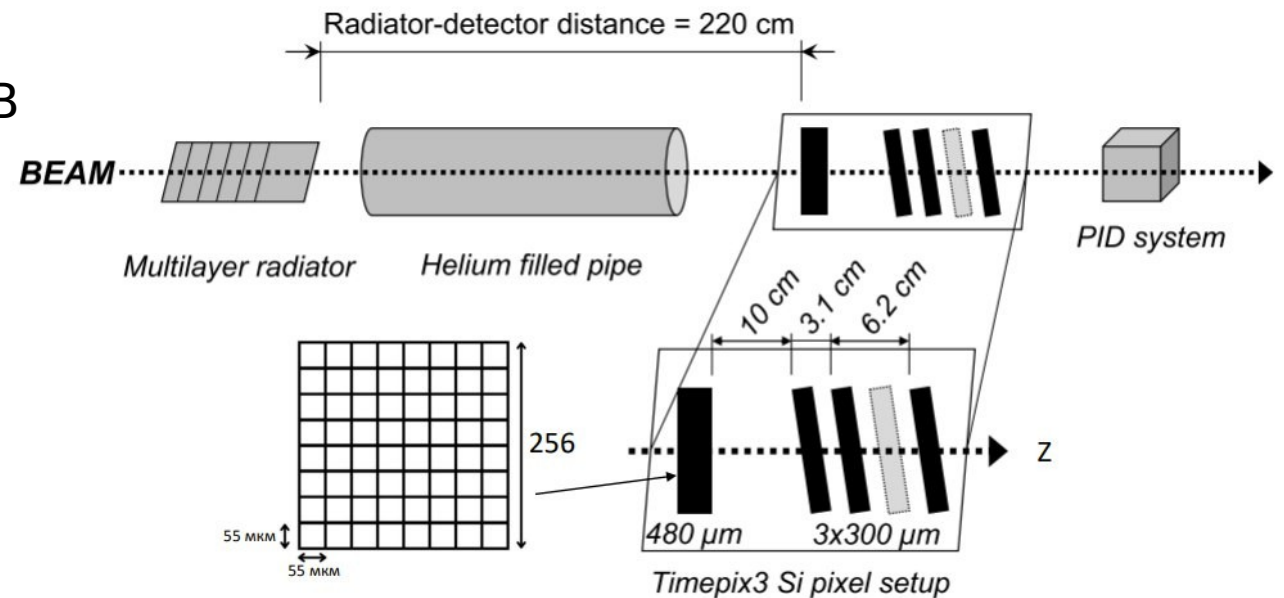 Radiator-detector distance = 220 cm
В
BEAM
Multilayer radiator
Helium filled pipe
PID system
10 cm
3.1 cm
6.2 cm
256
Z
55 мкм
55 мкм
480 µm
3x300 µm
Timepix3 Si pixel setup